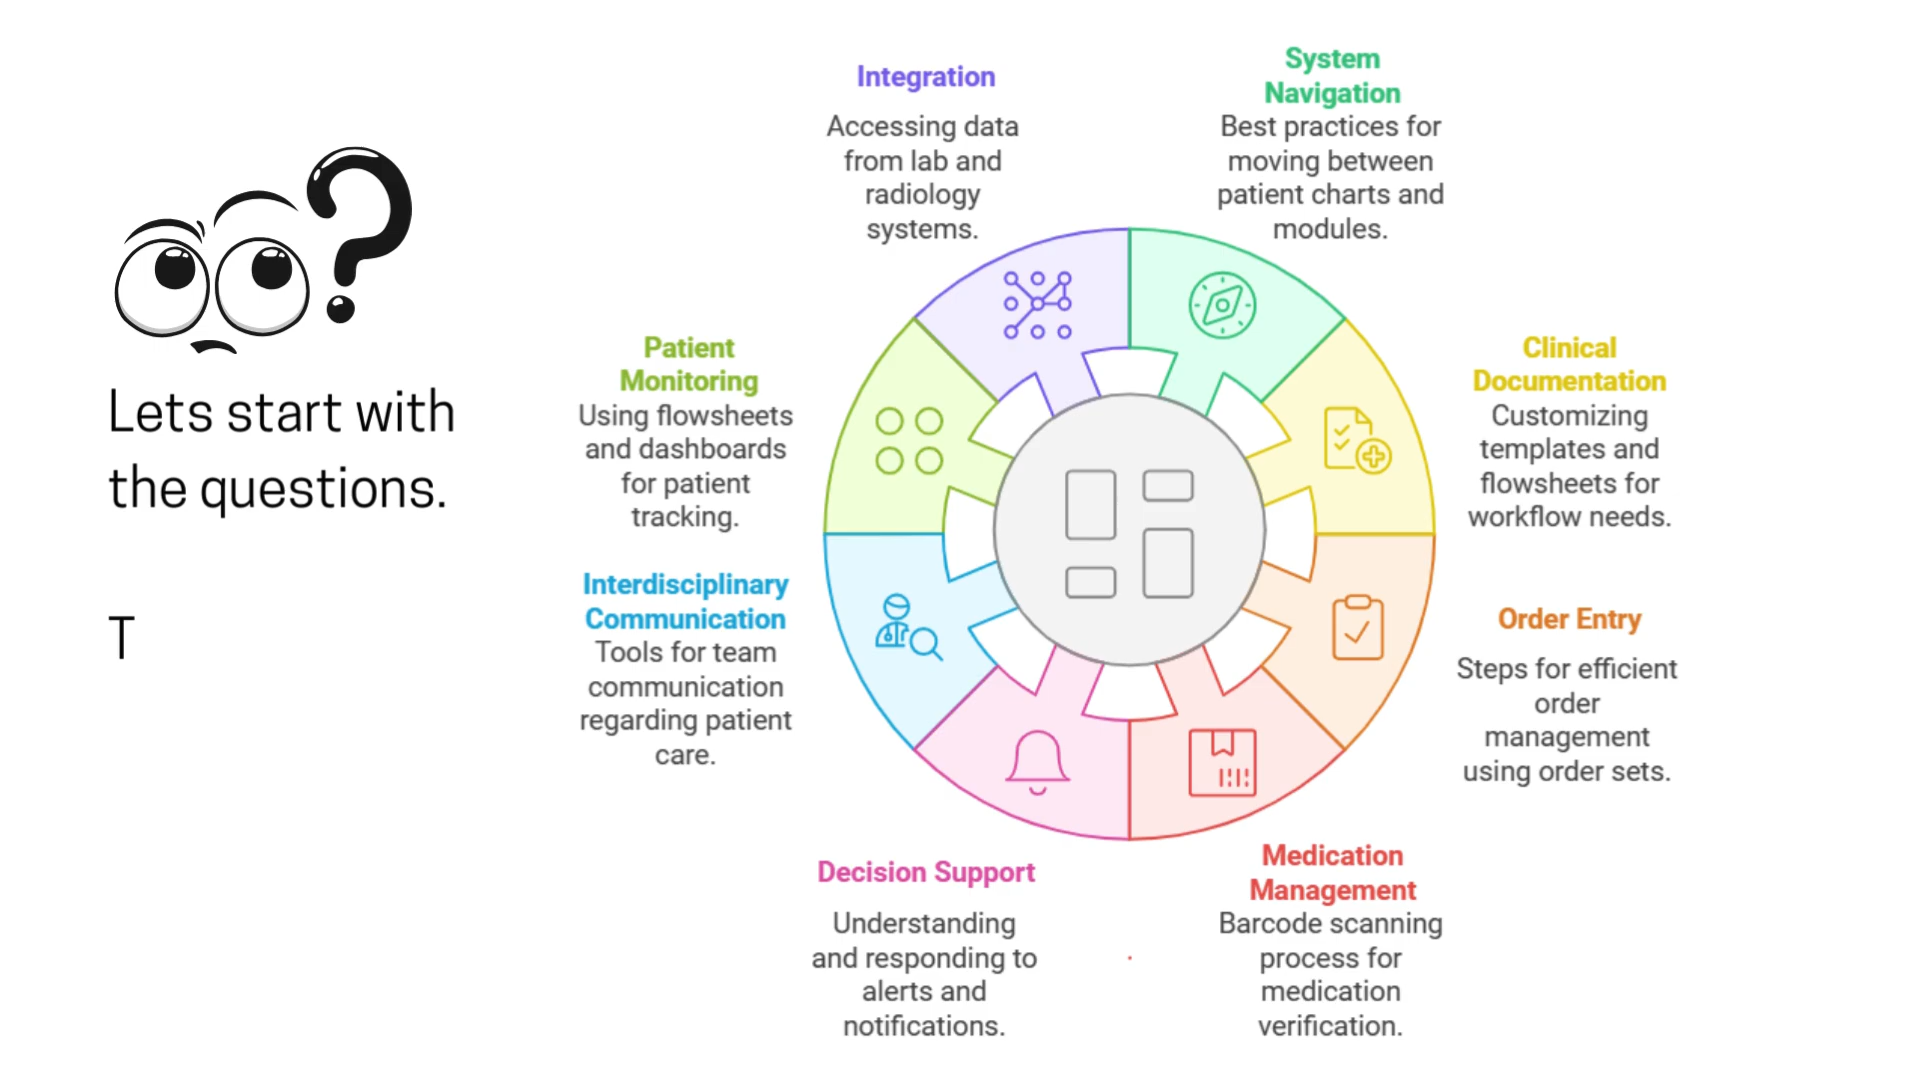 Lets start with
the questions.
T
Integration
Accessing data
from lab and
radiology
systems.
System
Navigation
Best practices for
moving between
patient charts and
modules.
Patient
Monitoring
Using flowsheets
and dashboards
for patient
tracking.
Clinical
Documentation
Customizing
templates and
flowsheets for
workflow needs.
Interdisciplinary
Communication
Tools for team
communication
regarding patient
care.
Order Entry
Steps for efficient
order
management
using order sets.
Decision Support
Understanding
and responding to
alerts and
notifications.
Medication
Management
Barcode scanning
process for
medication
verification.
?